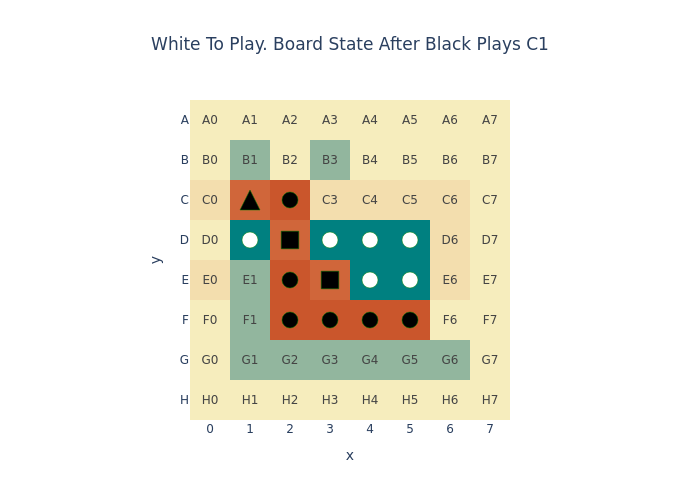 White To Play. Board State After Black Plays C1
A A0 A1 A2 A3 A4 A5 A6 A7
B B0 B1 B2 B3 B4 B5 B6 B7
C C0 C3 C4 C5 C6 C7
D D0 D6 D7
y
E E0 E1 E6 E7
F F0 F1 F6 F7
G G0 G1 G2 G3 G4 G5 G6 G7
H H0 H1 H2 H3 H4 H5 H6 H7
0 1 2 3 4 5 6 7
x